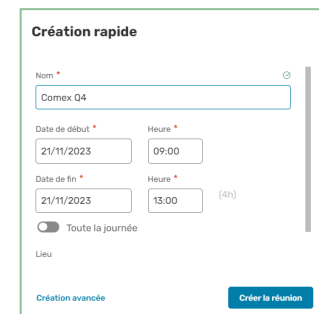 Création rapide
Nom *
Comex Q4
Date de début * Heure *
21/11/2023 09:00
Date de fin * Heure *
21/11/2023 13:00 (4h)
Toute la journée
Lieu
Création avancée Créer la réunion